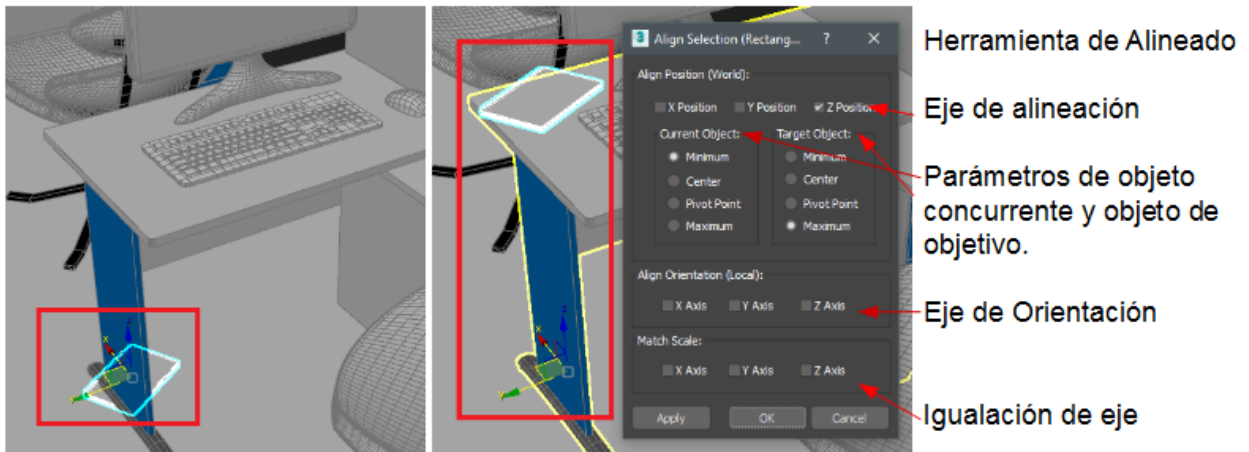 Align Selection (Rectang... ? X
Align Position (World):
X Position Y Position Z Position
Current Object: Target Object:
Minimum Minimum
Center Center
Pivot Point Pivot Point
Maximum Maximum
Align Orientation (Local):
X Axis Y Axis Z Axis
Match Scale:
X Axis Y Axis Z Axis
Apply OK Cancel
Herramienta de Alineado
Eje de alineación
Parámetros de objeto
concurrente y objeto de
objetivo.
Eje de Orientación
Igualación de eje